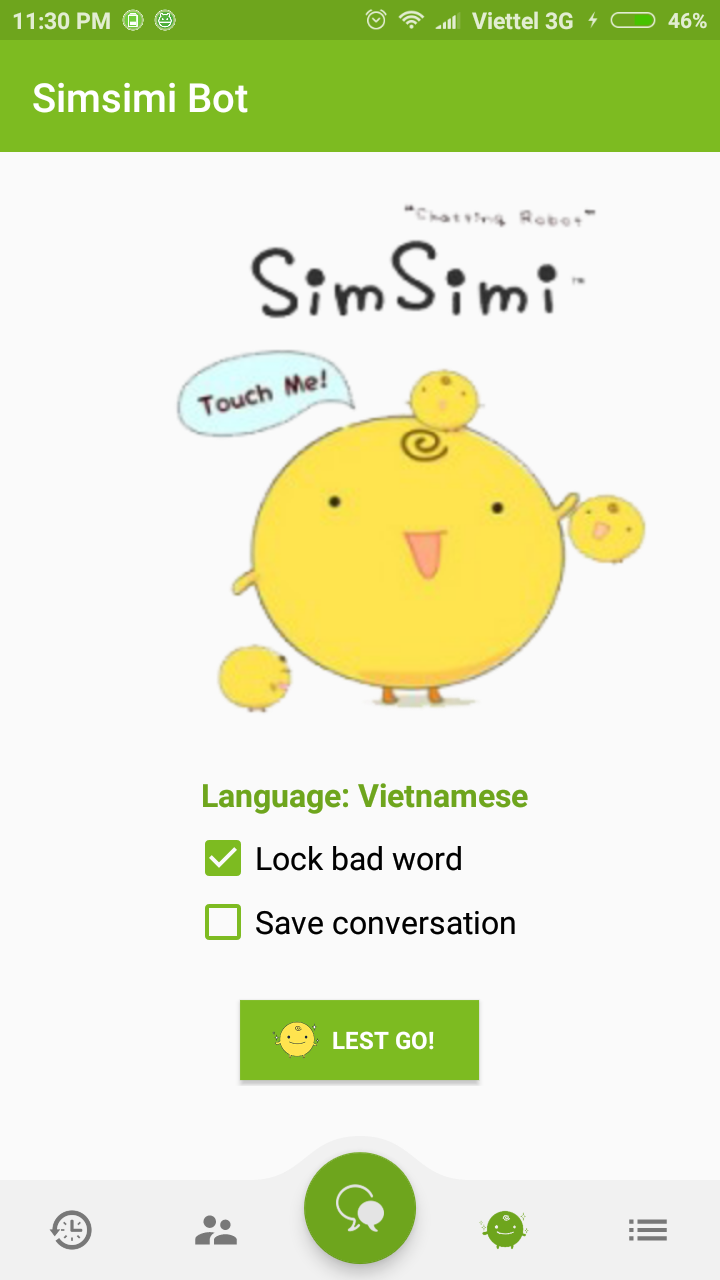 11:30 PM Viettel 3G 46%
Simsimi Bot
"Chatting Robot"
SimSimi™
Touch Me!
Language: Vietnamese
Lock bad word
Save conversation
LEST GO!